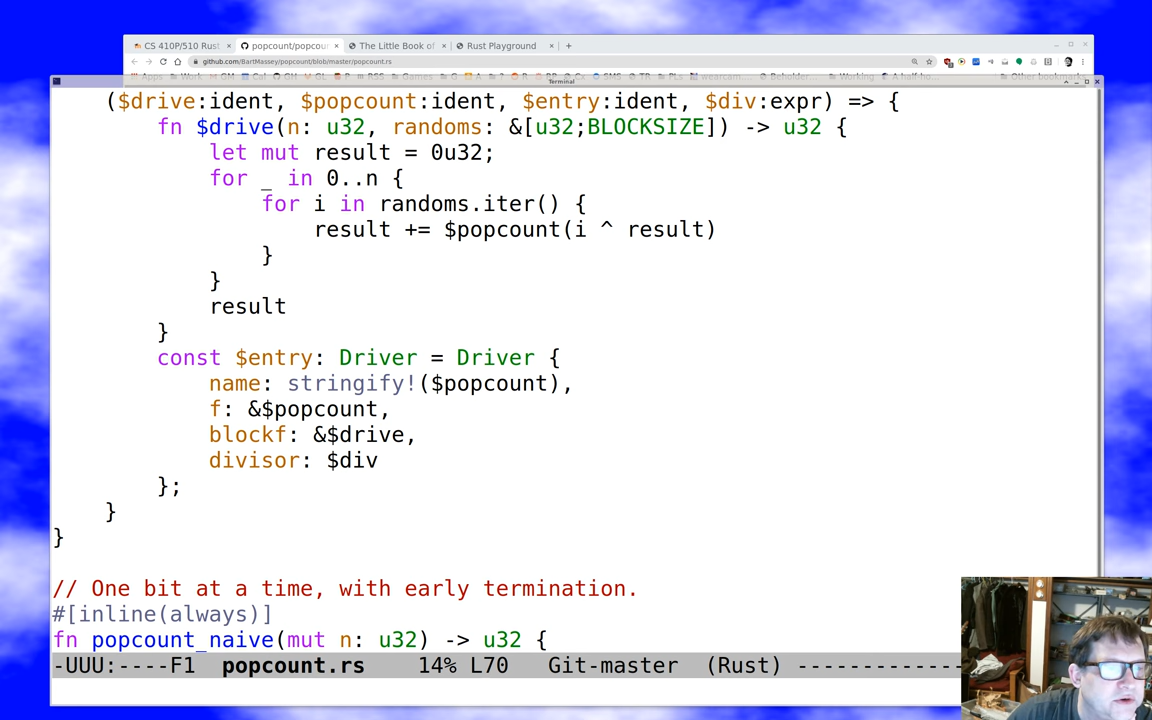 CS 410P/510 Rust × popcount/popcou × The Little Book of × Rust Playground × +
github.com/BartMassey/popcount/blob/master/popcount.rs
Terminal
($drive:ident, $popcount:ident, $entry:ident, $div:expr) => {
fn $drive(n: u32, randoms: &[u32;BLOCKSIZE]) -> u32 {
let mut result = 0u32;
for _ in 0..n {
for i in randoms.iter() {
result += $popcount(i ^ result)
}
}
result
}
const $entry: Driver = Driver {
name: stringify!($popcount),
f: &$popcount,
blockf: &$drive,
divisor: $div
};
}
}
// One bit at a time, with early termination.
#[inline(always)]
fn popcount_naive(mut n: u32) -> u32 {
-UUU:----F1 popcount.rs 14% L70 Git-master (Rust) --------------